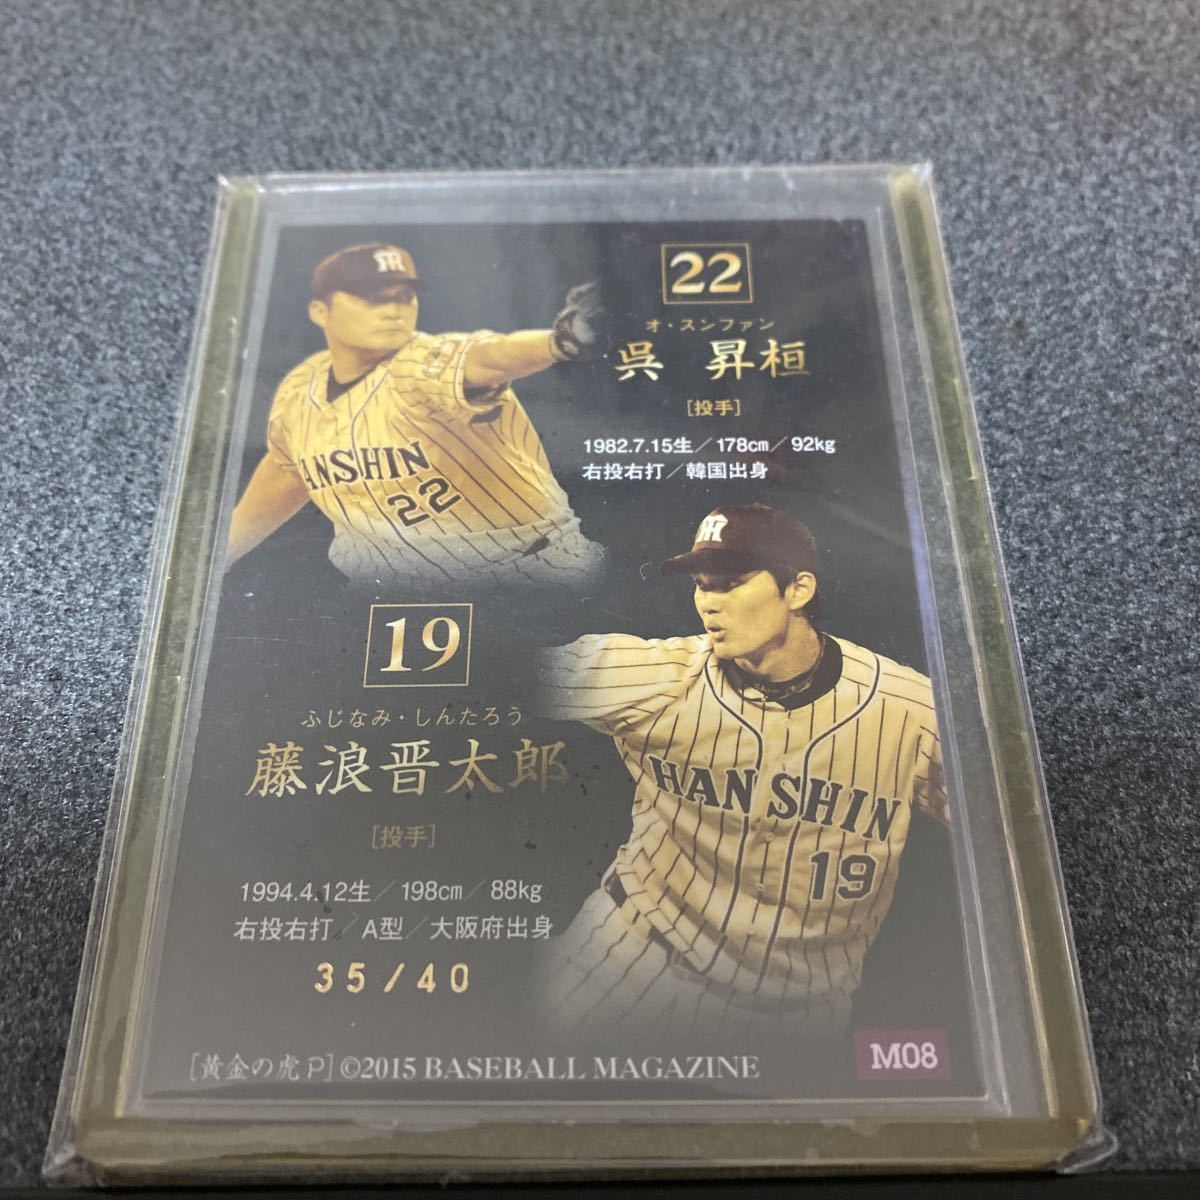 22
オ・スンファン
呉 昇桓
[投手]
1982.7.15生／178cm／92kg
右投右打／韓国出身
ANSHIN
22
19
ふじなみ・しんたろう
藤浪晋太郎
[投手]
1994.4.12生／198cm／88kg
右投右打／A型／大阪府出身
35/40
HANSHIN
19
[黄金の虎 P] ©2015 BASEBALL MAGAZINE
M08